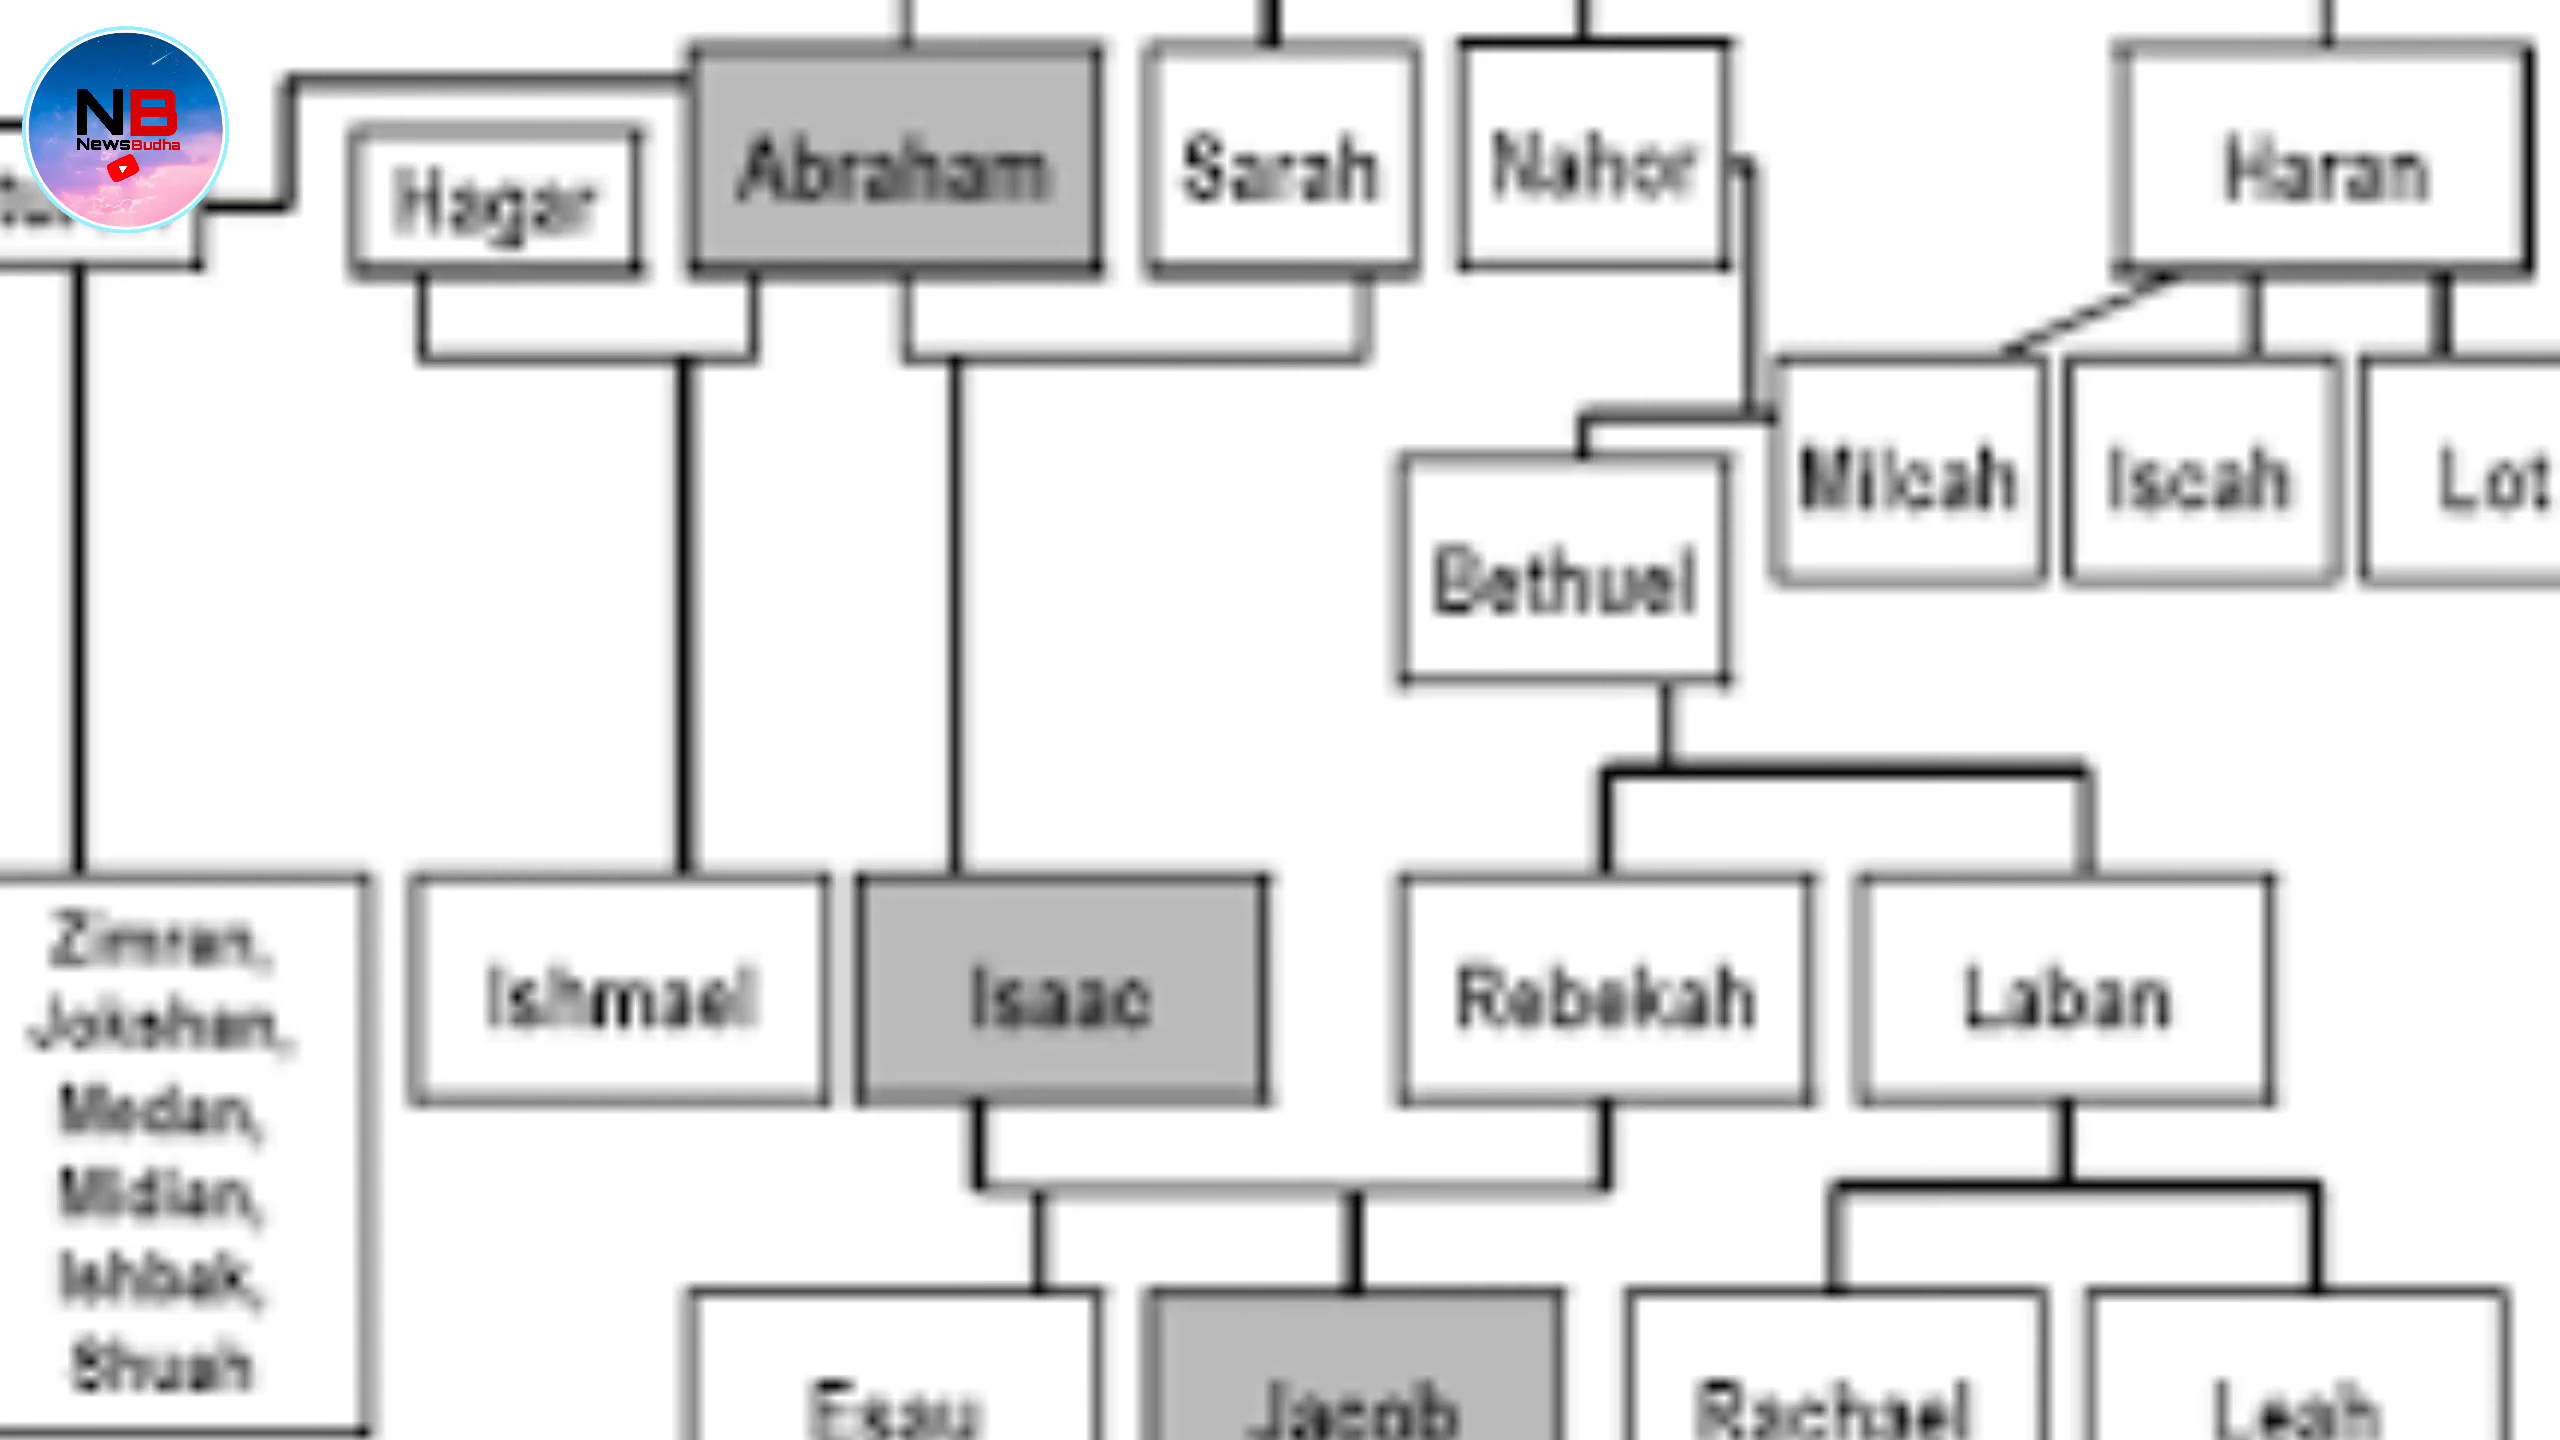 NB
NewsBudha
Hagar
Abraham
Sarah
Nahor
Haran
Milcah
Iscah
Lot
Bethuel
Zimran,
Jokshan,
Medan,
Midian,
Ishbak,
Shuah
Ishmael
Isaac
Rebekah
Laban
Esau
Jacob
Rachael
Leah